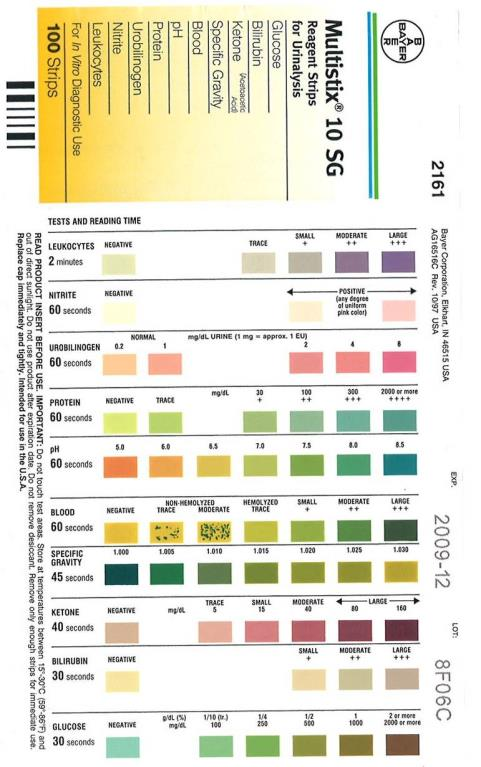 BAYER
BAYER
2161
Bayer Corporation, Elkhart, IN 46515 USA
AG16516C Rev. 10/97 USA
EXP.
2009-12
LOT:
8F06C
Multistix® 10 SG
Reagent Strips
for Urinalysis
Glucose
Bilirubin
Ketone (Acetoacetic Acid)
Specific Gravity
Blood
pH
Protein
Urobilinogen
Nitrite
Leukocytes
For In Vitro Diagnostic Use
100 Strips
TESTS AND READING TIME
LEUKOCYTES NEGATIVE TRACE SMALL MODERATE LARGE
2 minutes + ++ +++
NITRITE NEGATIVE POSITIVE
60 seconds (any degree
of uniform
pink color)
UROBILINOGEN NORMAL mg/dL URINE (1 mg = approx. 1 EU)
60 seconds 0.2 1 2 4 8
PROTEIN NEGATIVE TRACE mg/dL 30 100 300 2000 or more
60 seconds + ++ +++ ++++
pH 5.0 6.0 6.5 7.0 7.5 8.0 8.5
60 seconds
BLOOD NEGATIVE NON-HEMOLYZED TRACE MODERATE HEMOLYZED TRACE SMALL MODERATE LARGE
60 seconds + ++ +++
SPECIFIC GRAVITY 1.000 1.005 1.010 1.015 1.020 1.025 1.030
45 seconds
KETONE NEGATIVE mg/dL TRACE SMALL MODERATE LARGE
40 seconds 5 15 40 80 160
BILIRUBIN NEGATIVE SMALL MODERATE LARGE
30 seconds + ++ +++
GLUCOSE NEGATIVE g/dL (%) 1/10 (tr.) 1/4 1/2 1 2 or more
30 seconds mg/dL 100 250 500 1000 2000 or more
READ PRODUCT INSERT BEFORE USE. IMPORTANT: Do not touch test areas. Store at temperatures between 15°-30°C (59°-86°F) and
out of direct sunlight. Do not use product after expiration date. Do not remove desiccant. Remove only enough strips for immediate use.
Replace cap immediately and tightly. Intended for use in the U.S.A.